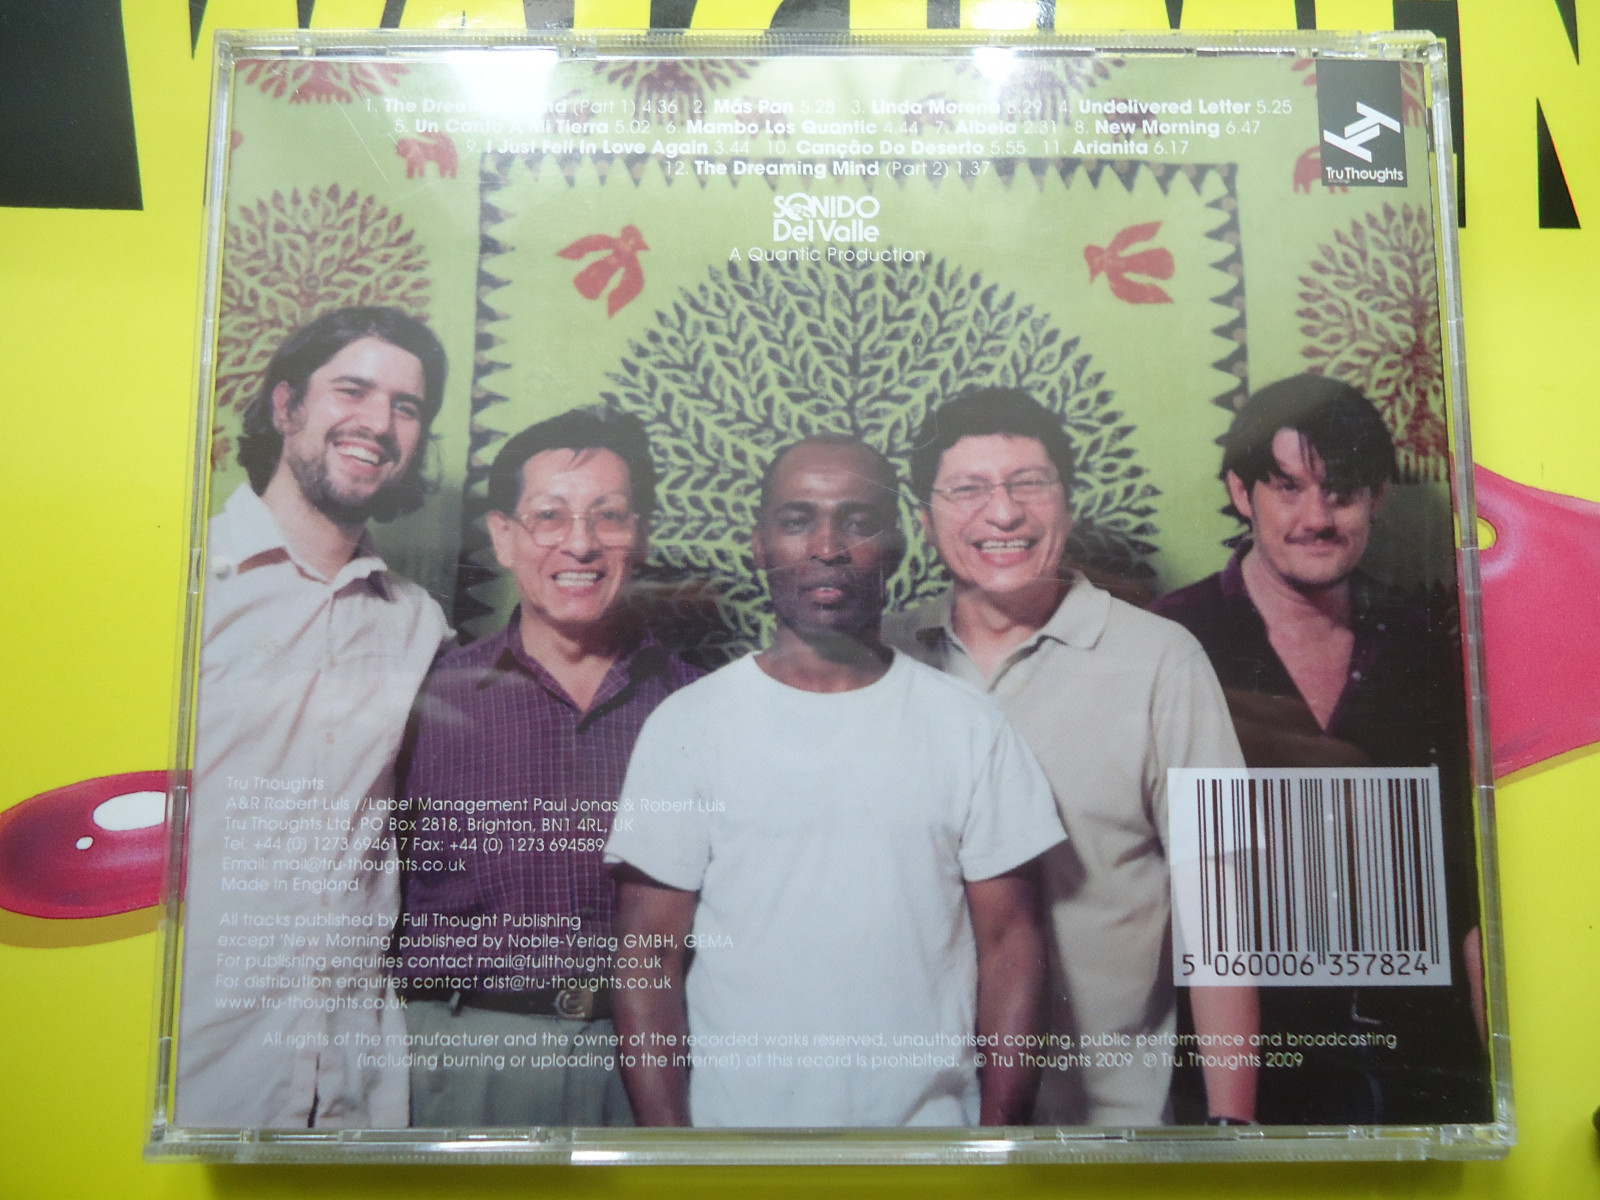 1. The Dreaming Mind (Part 1) 4.36 2. Más Pan 5.28 3. Linda Morena 8.29 4. Undelivered Letter 5.25
5. Un Canto A Mi Tierra 5.02 6. Mambo Los Quantic 4.44 7. Albela 2.31 8. New Morning 6.47
9. I Just Fell In Love Again 3.44 10. Canção Do Deserto 5.55 11. Arianita 6.17
12. The Dreaming Mind (Part 2) 1.37
Tru Thoughts
SONIDO
Del Valle
A Quantic Production
Tru Thoughts
A&R Robert Luis //Label Management Paul Jonas & Robert Luis
Tru Thoughts Ltd, PO Box 2818, Brighton, BN1 4RL, UK
Tel: +44 (0) 1273 694617 Fax: +44 (0) 1273 694589
Email: mail@tru-thoughts.co.uk
Made In England
All tracks published by Full Thought Publishing
except 'New Morning' published by Nobile-Verlag GMBH, GEMA
For publishing enquiries contact mail@fullthought.co.uk
For distribution enquiries contact dist@tru-thoughts.co.uk
www.tru-thoughts.co.uk
5 060006 357824
All rights of the manufacturer and the owner of the recorded works reserved, unauthorised copying, public performance and broadcasting
(including burning or uploading to the internet) of this record is prohibited. © Tru Thoughts 2009 ℗ Tru Thoughts 2009